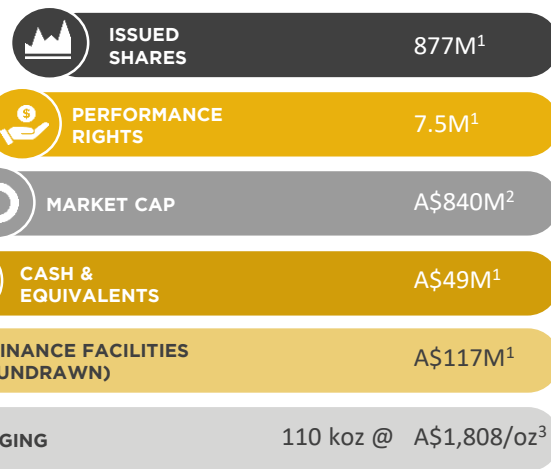 ISSUED
SHARES
877M¹
$
PERFORMANCE
RIGHTS
7.5M¹
MARKET CAP
A$840M²
CASH &
EQUIVALENTS
A$49M¹
INANCE FACILITIES
UNDRAWN)
A$117M¹
GING
110 koz @ A$1,808/oz³